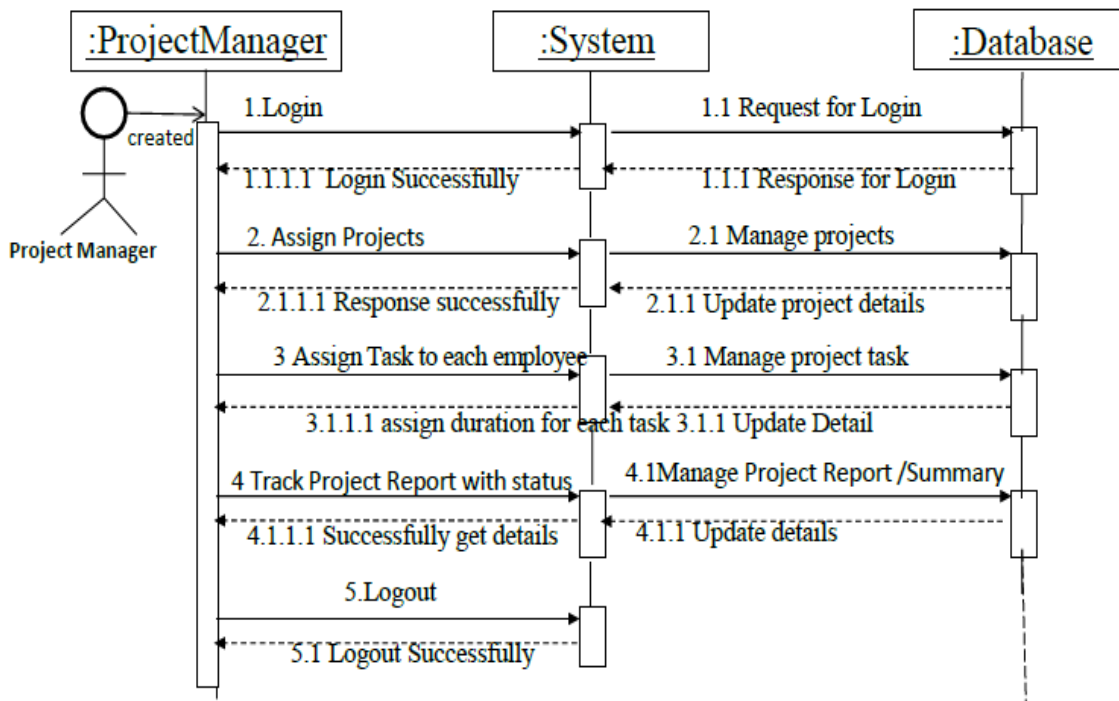 :ProjectManager
:System
:Database
created
Project Manager
1.Login
1.1 Request for Login
1.1.1.1 Login Successfully
1.1.1 Response for Login
2. Assign Projects
2.1 Manage projects
2.1.1.1 Response successfully
2.1.1 Update project details
3 Assign Task to each employee
3.1 Manage project task
3.1.1.1 assign duration for each task
3.1.1 Update Detail
4 Track Project Report with status
4.1Manage Project Report /Summary
4.1.1.1 Successfully get details
4.1.1 Update details
5.Logout
5.1 Logout Successfully